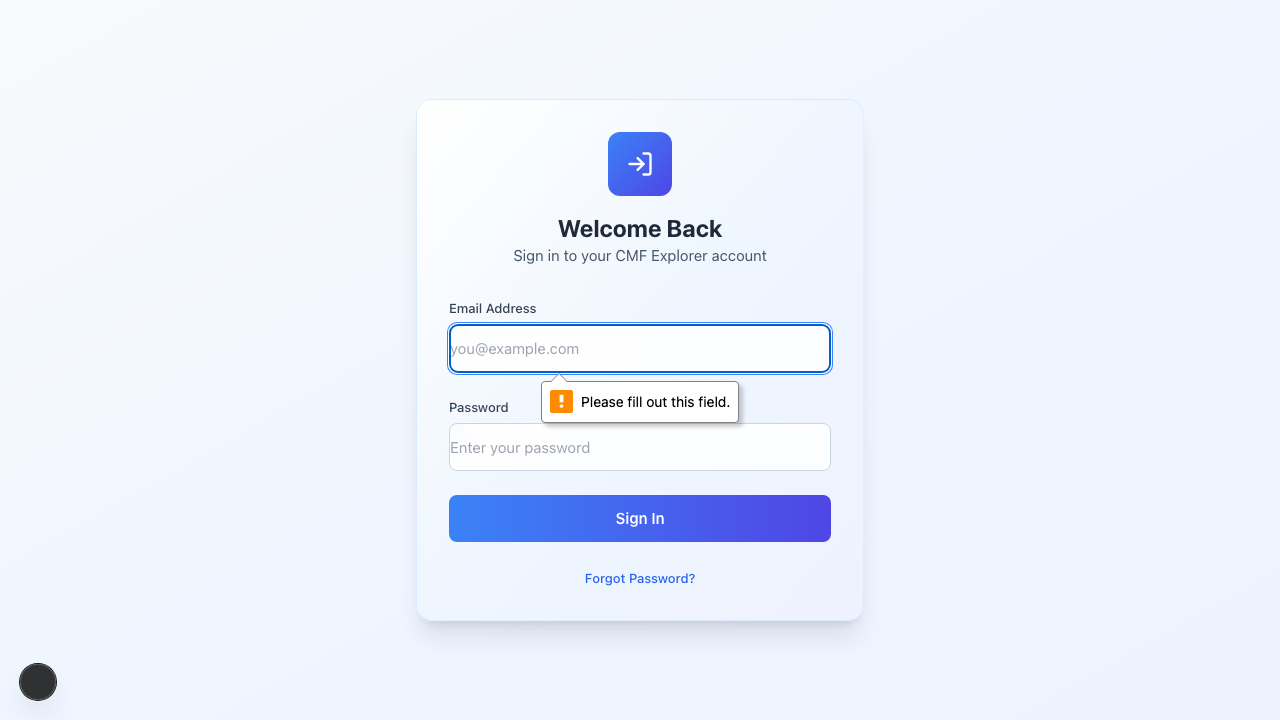 Welcome Back
Sign in to your CMF Explorer account
Email Address
you@example.com
Please fill out this field.
Password
Enter your password
Sign In
Forgot Password?